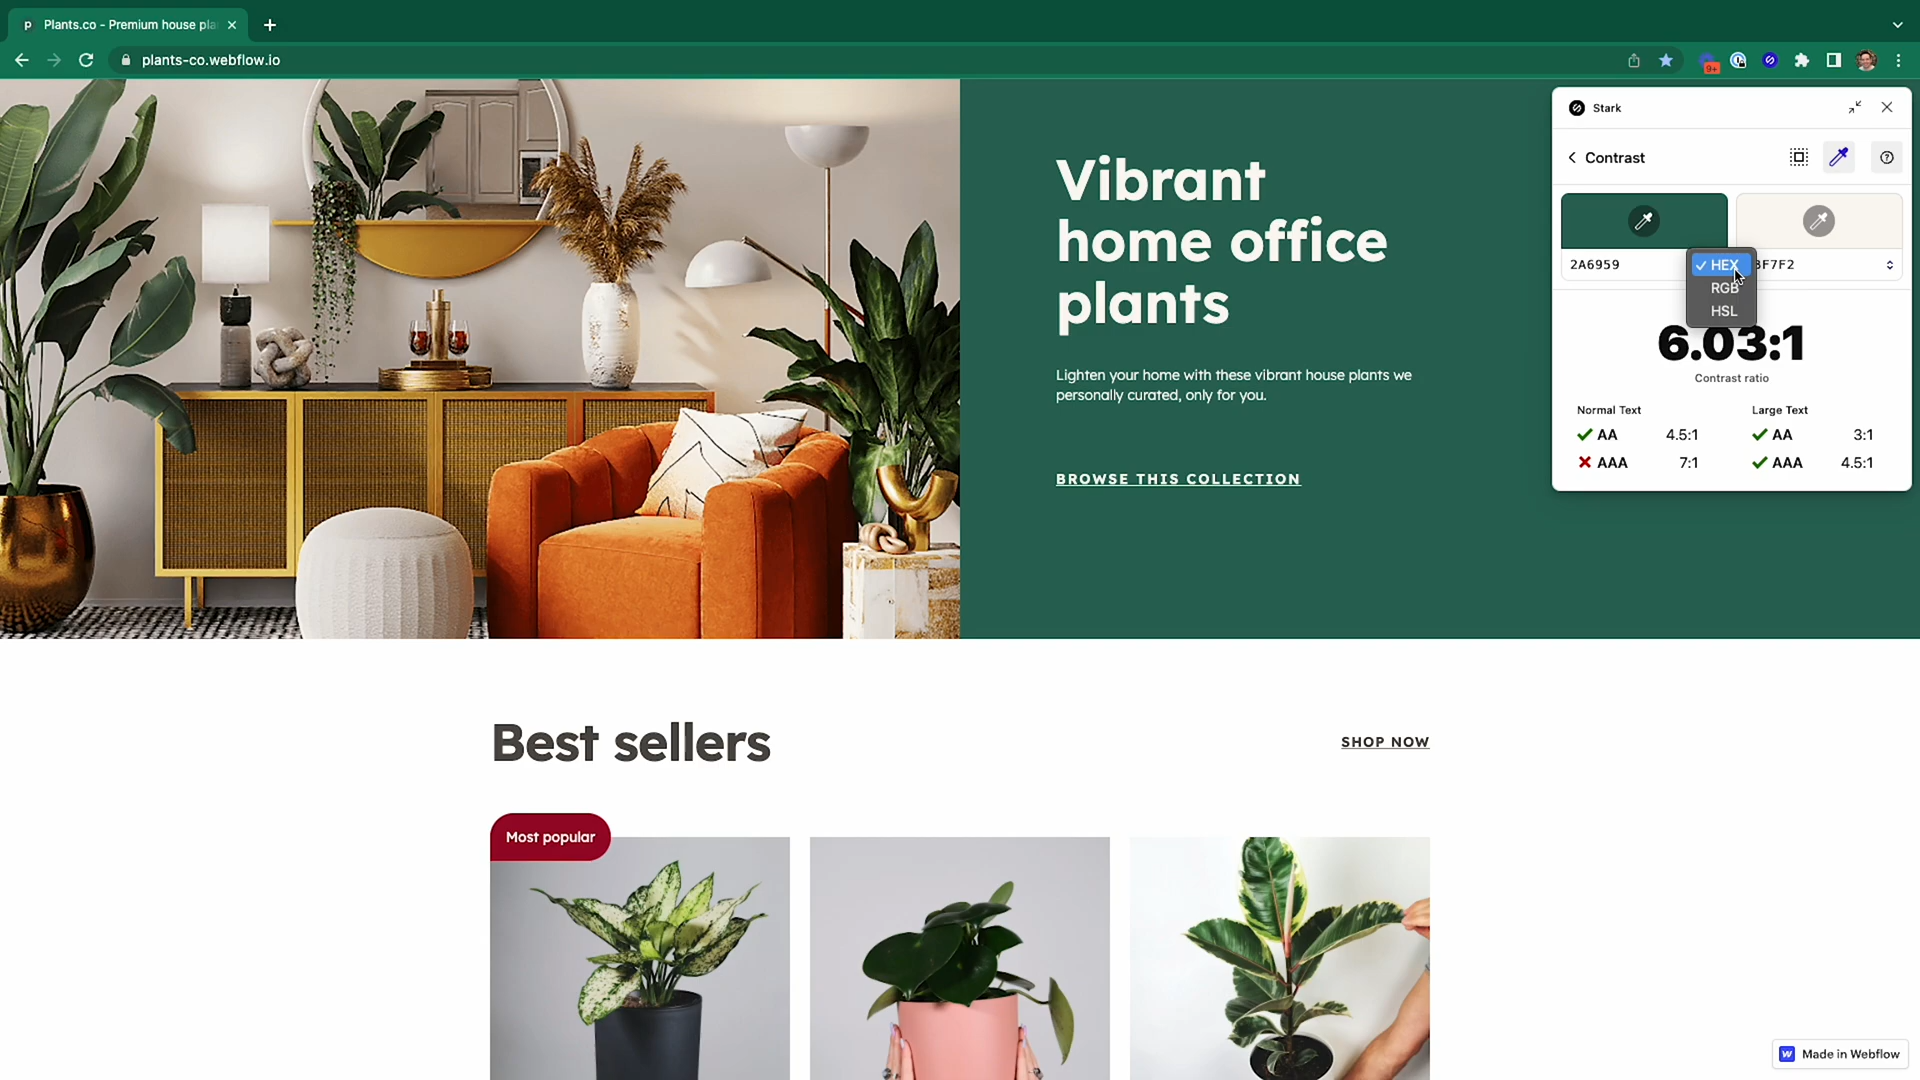 Plants.co - Premium house pla
plants-co.webflow.io
9+
Vibrant
home office
plants
Lighten your home with these vibrant house plants we
personally curated, only for you.
BROWSE THIS COLLECTION
Stark
Contrast
2A6959
HEX
RGB
HSL
F7F2
6.03:1
Contrast ratio
Normal Text
AA 4.5:1
AAA 7:1
Large Text
AA 3:1
AAA 4.5:1
Best sellers
SHOP NOW
Most popular
Made in Webflow